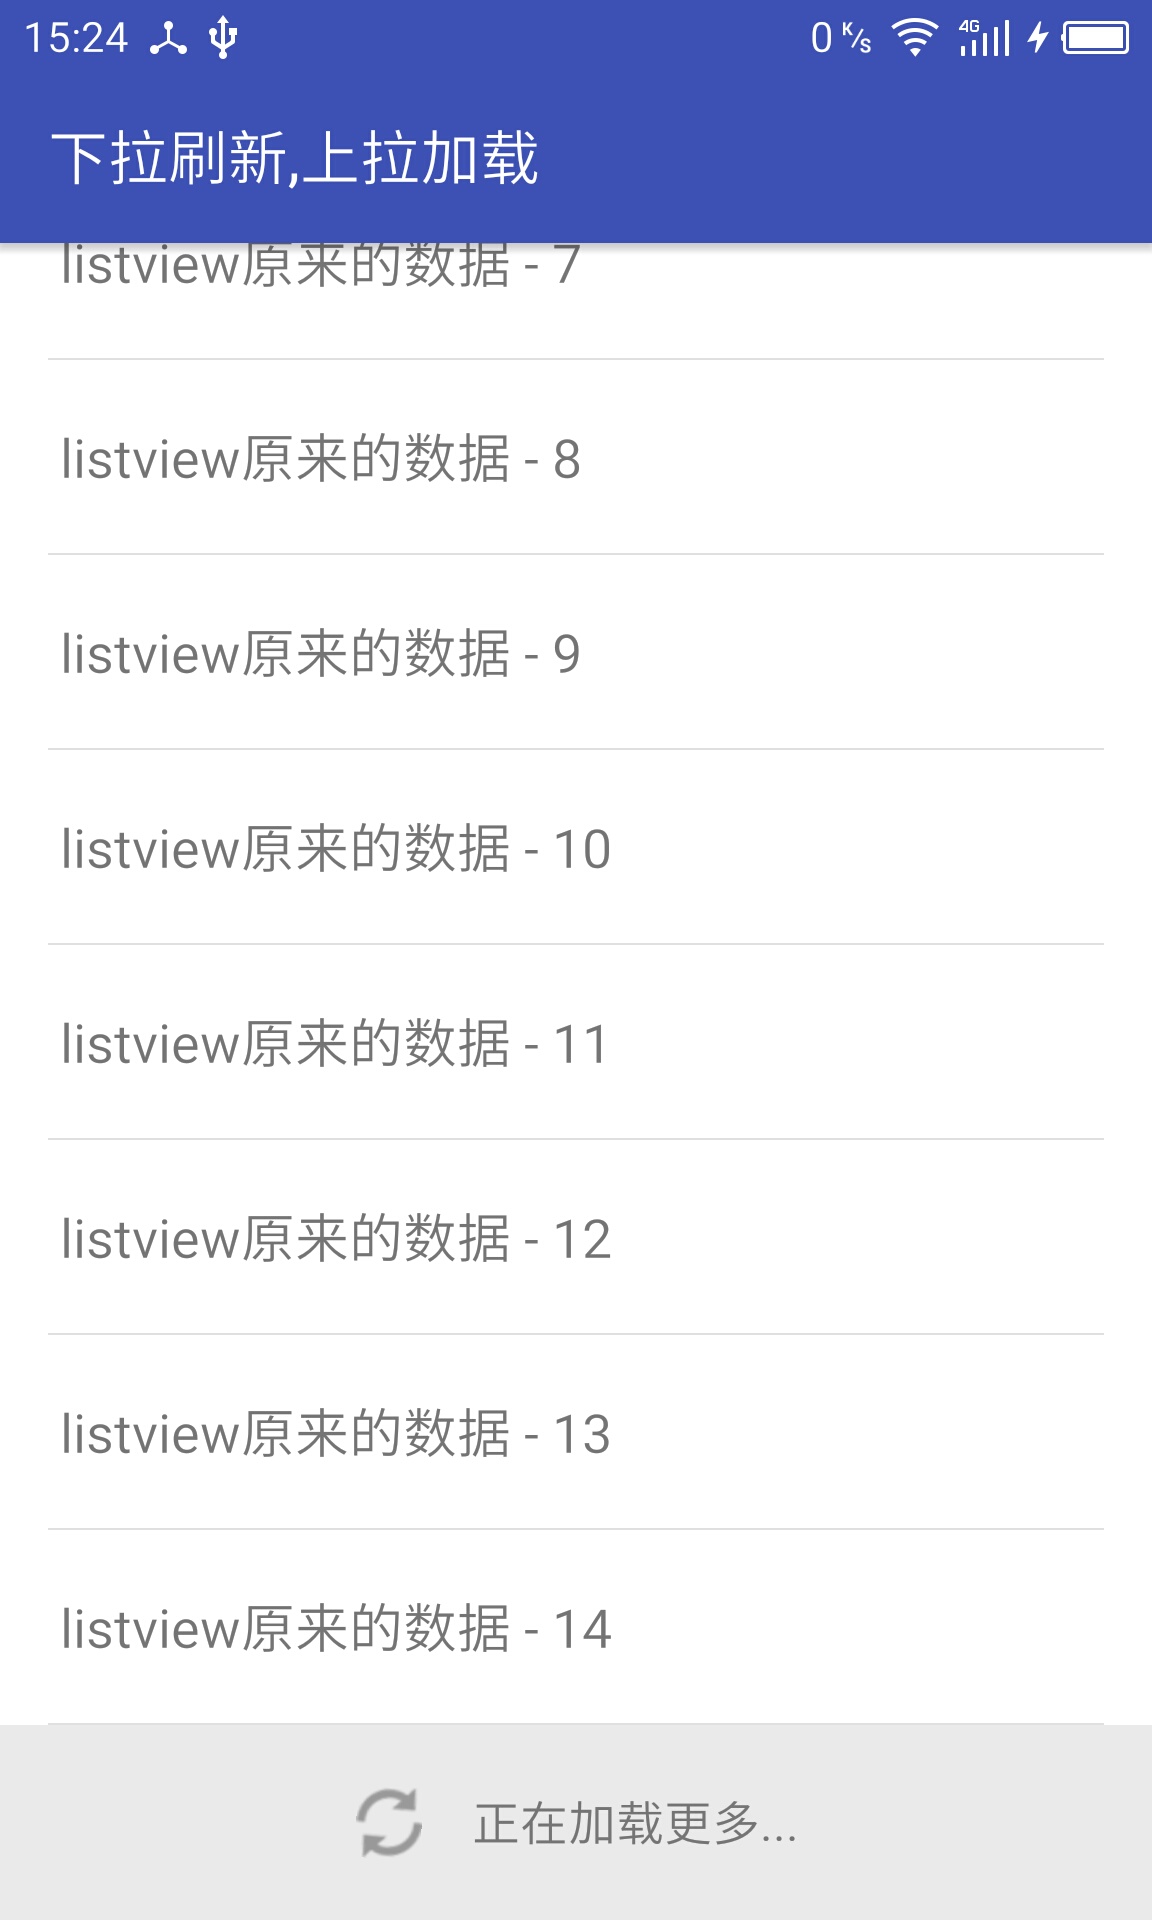 15:24 0 K/s 4G
下拉刷新,上拉加载
listview原来的数据 - 7
listview原来的数据 - 8
listview原来的数据 - 9
listview原来的数据 - 10
listview原来的数据 - 11
listview原来的数据 - 12
listview原来的数据 - 13
listview原来的数据 - 14
正在加载更多...